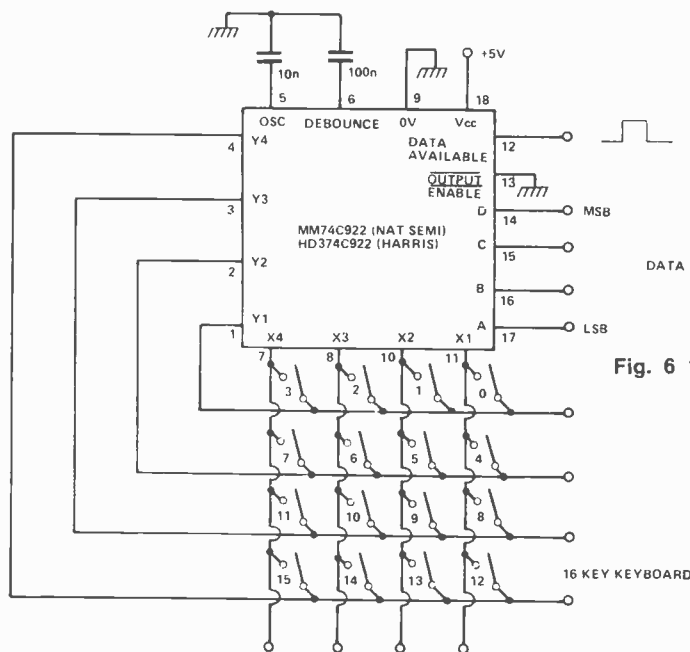 +5V
10n
100n
5
6
9
18
OSC
DEBOUNCE
0V
Vcc
4
Y4
DATA AVAILABLE
12
OUTPUT ENABLE
13
3
Y3
D
14
MSB
MM74C922 (NAT SEMI)
HD374C922 (HARRIS)
C
15
DATA
2
Y2
B
16
1
Y1
A
17
LSB
X4
X3
X2
X1
7
8
10
11
Fig. 6
3
2
1
0
7
6
5
4
11
10
9
8
15
14
13
12
16 KEY KEYBOARD